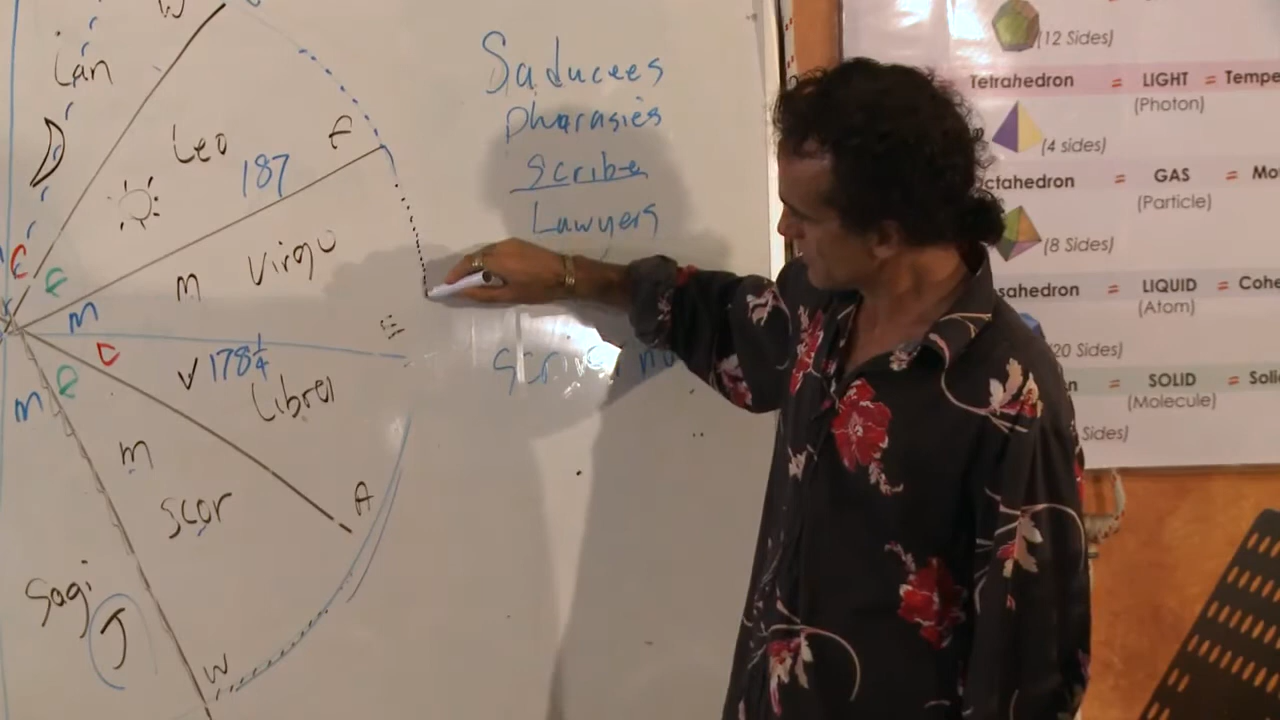 W
Can
Leo
187
F
C
E
M
m
Virgo
E
C
V
178 1/4
Libra
E
M
m
Scor
A
Sagi
J
W
Saducees
pharasies
Scribe
Lawyers
(12 Sides)
Tetrahedron = LIGHT = Tempe
(Photon)
(4 sides)
ctahedron = GAS = Mo
(Particle)
(8 Sides)
sahedron = LIQUID = Cohe
(Atom)
(20 Sides)
n = SOLID = Soli
(Molecule)
Sides)